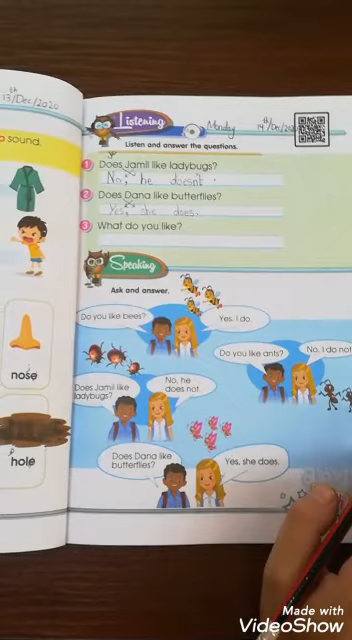 th
13/Dec/2020
sound.
nose
hole
Listening
Monday
14th/Dec/2020
Listen and answer the questions.
1 Does Jamil like ladybugs?
No, he doesn't.
2 Does Dana like butterflies?
Yes, she does.
3 What do you like?
Speaking
Ask and answer.
Do you like bees?
Yes, I do.
Do you like ants?
No, I do not.
Does Jamil like
ladybugs?
No, he
does not.
Does Dana like
butterflies?
Yes, she does.
Made with
VideoShow